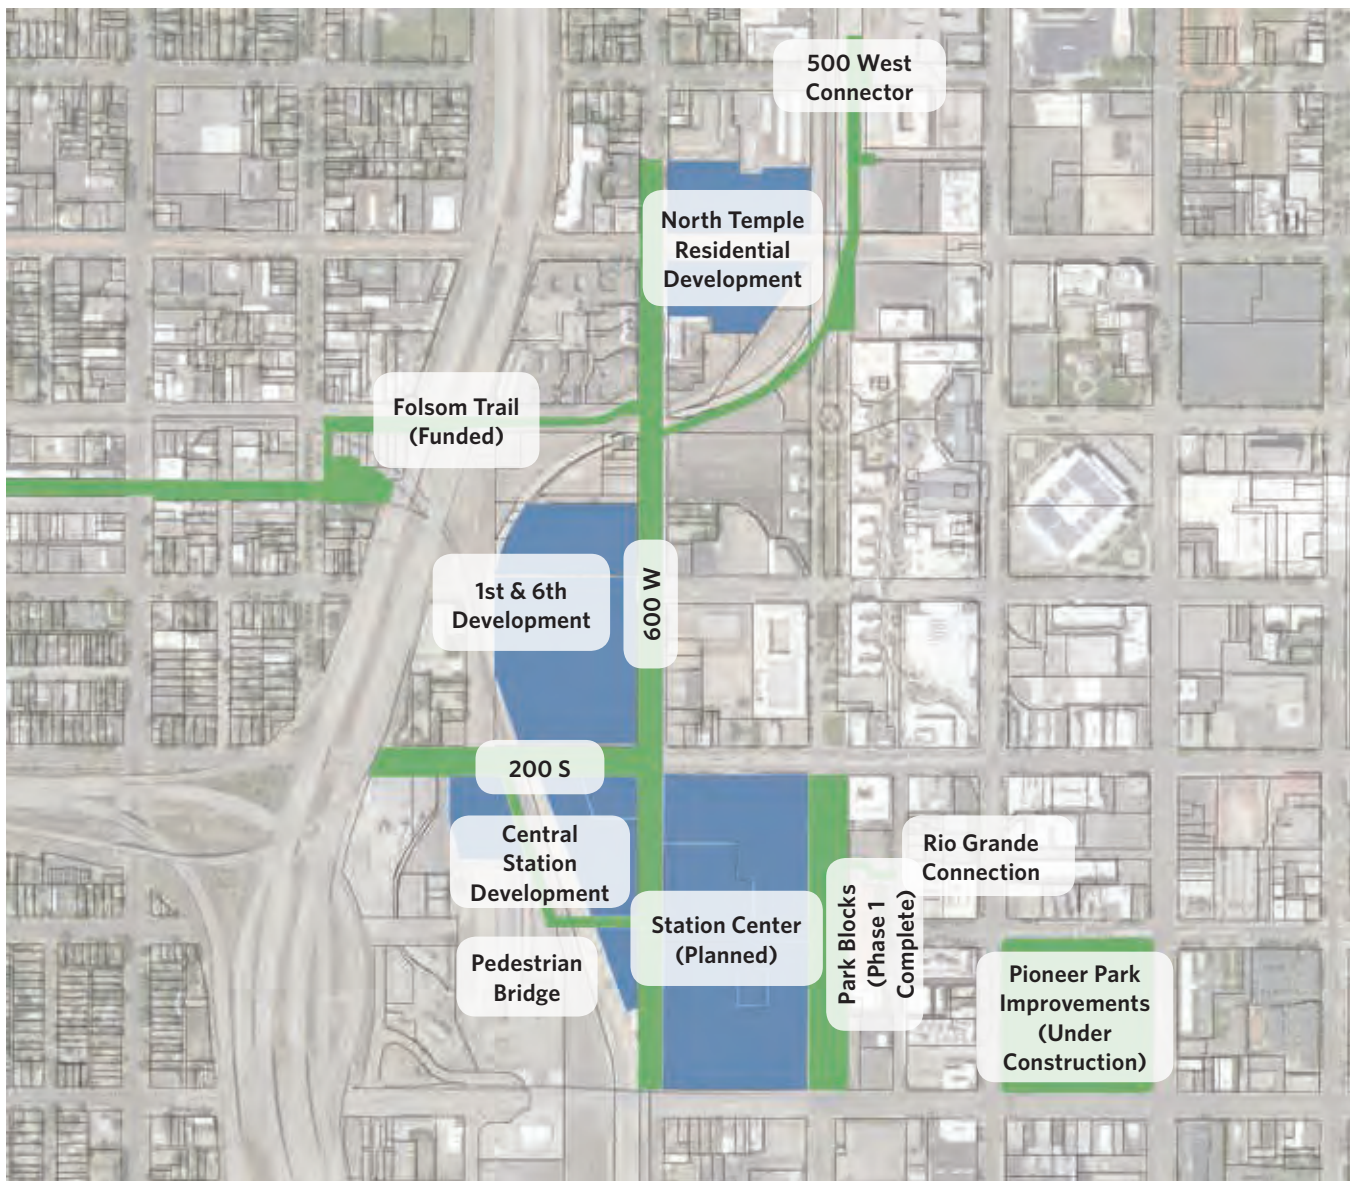 500 West
Connector
North Temple
Residential
Development
Folsom Trail
(Funded)
1st & 6th
Development
600 W
200 S
Central
Station
Development
Rio Grande
Connection
Park Blocks
(Phase 1
Complete)
Station Center
(Planned)
Pedestrian
Bridge
Pioneer Park
Improvements
(Under
Construction)